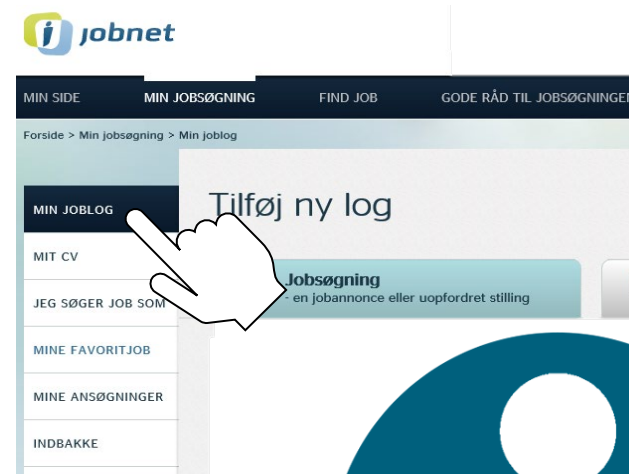 jobnet
MIN SIDE MIN JOBSØGNING FIND JOB GODE RÅD TIL JOBSØGNINGEN
Forside > Min jobsøgning > Min joblog
MIN JOBLOG
Tilføj ny log
MIT CV
Jobsøgning
- en jobannonce eller uopfordret stilling
JEG SØGER JOB SOM
MINE FAVORITJOB
MINE ANSØGNINGER
INDBAKKE